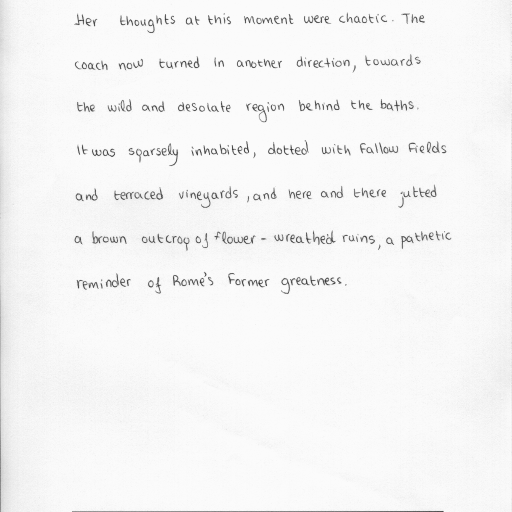 Her thoughts at this moment were chaotic. The
coach now turned in another direction, towards
the wild and desolate region behind the baths.
It was sparsely inhabited, dotted with fallow fields
and terraced vineyards, and here and there jutted
a brown outcrop of flower-wreathed ruins, a pathetic
reminder of Rome's former greatness.